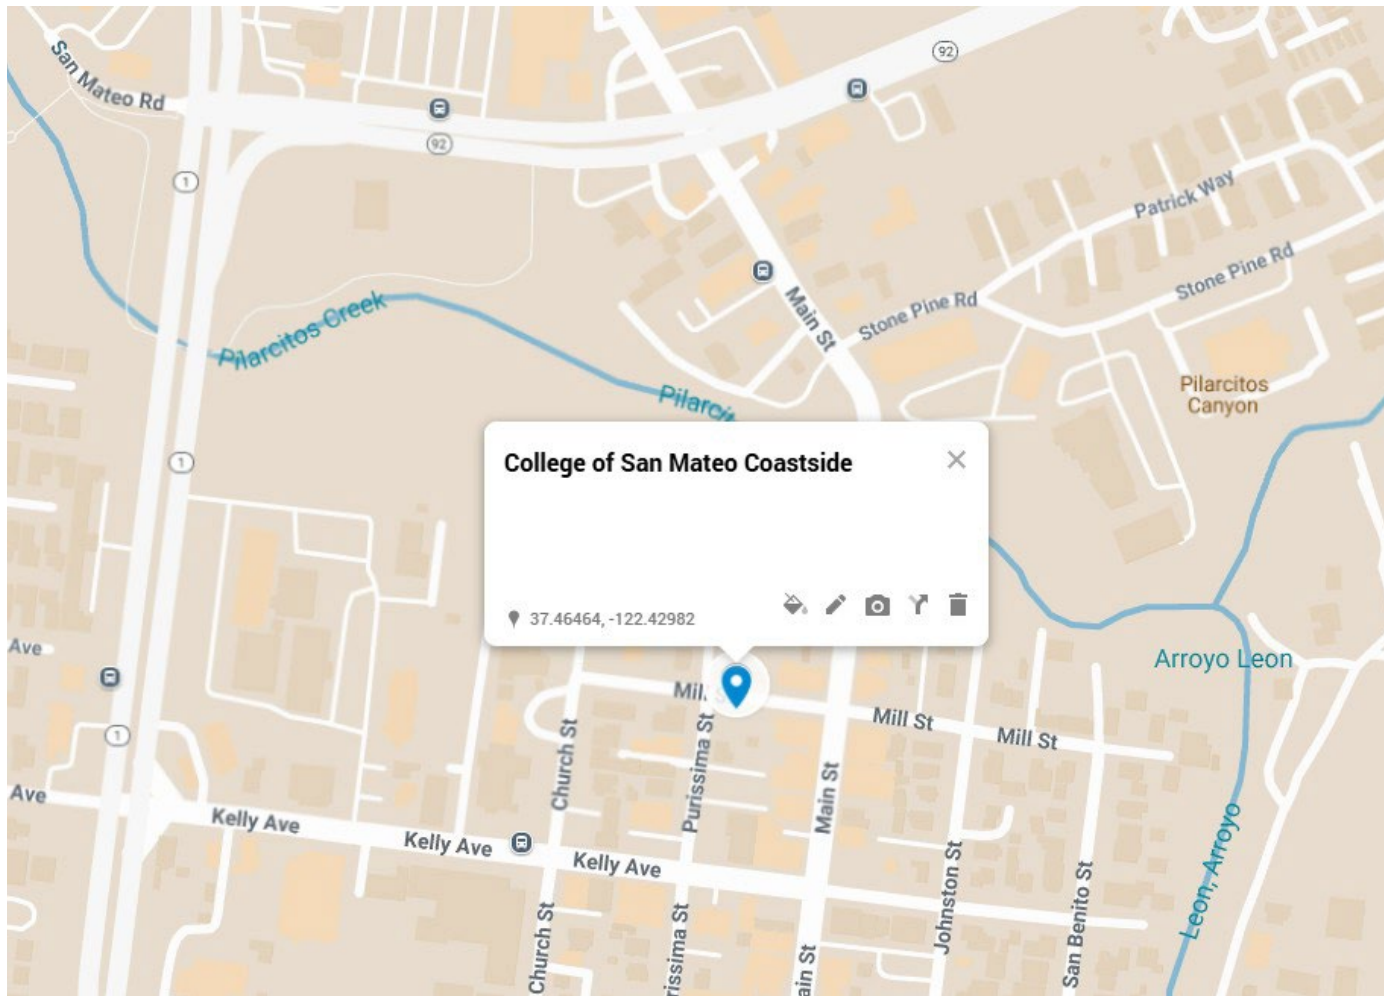 San Mateo Rd
92
92
1
Patrick Way
Stone Pine Rd
Main St
Stone Pine Rd
Pilarcitos Creek
Pilarcitos
Canyon
1
College of San Mateo Coastside
37.46464, -122.42982
Ave
Arroyo Leon
Mill St
Mill St
1
Church St
Purissima St
Main St
Ave
Kelly Ave
Kelly Ave
Kelly Ave
Johnston St
San Benito St
Leon, Arroyo
Church St